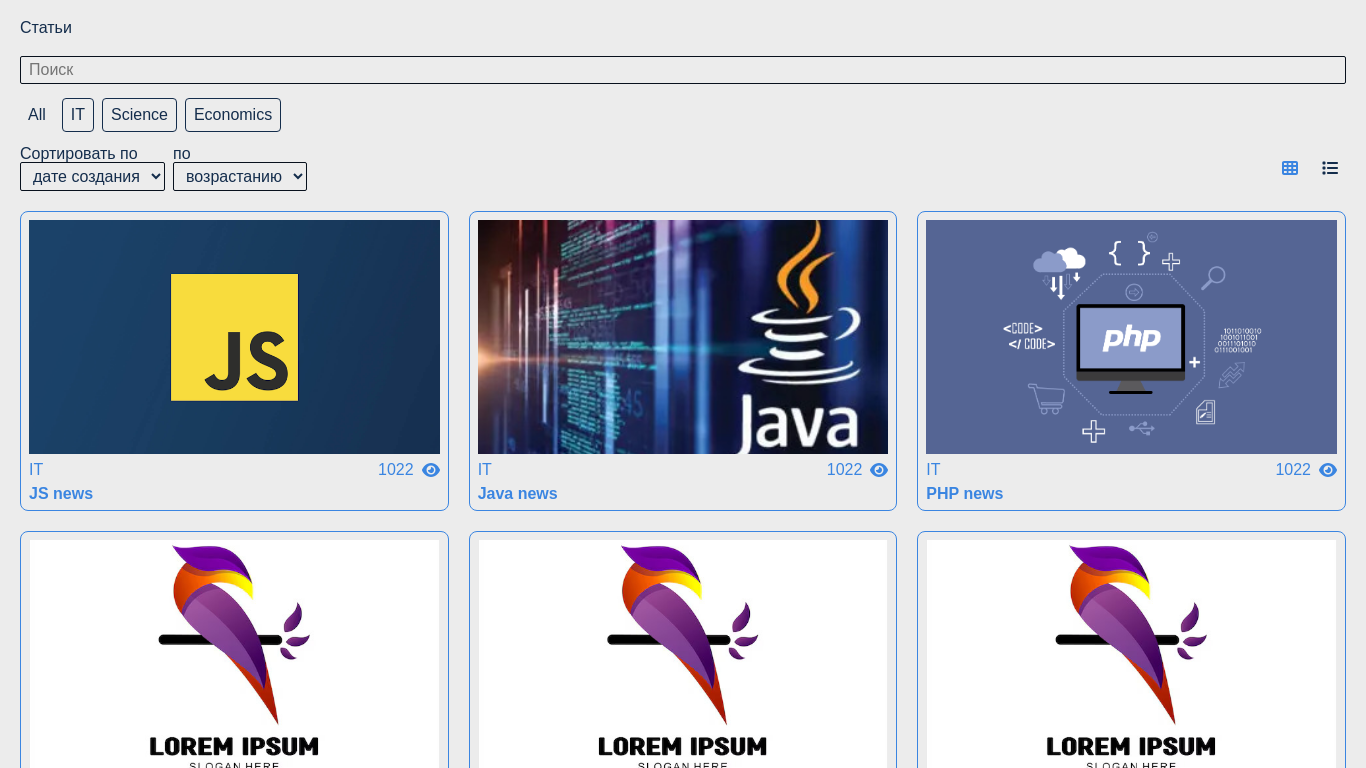 Статьи
Поиск
All IT Science Economics
Сортировать по по
дате создания возрастанию
JS
Java
{ }
php
<CODE>
</ CODE>
1011010010
1001011001
0011101010
0111001001
IT 1022
JS news
IT 1022
Java news
IT 1022
PHP news
LOREM IPSUM
SLOGAN HERE
LOREM IPSUM
SLOGAN HERE
LOREM IPSUM
SLOGAN HERE